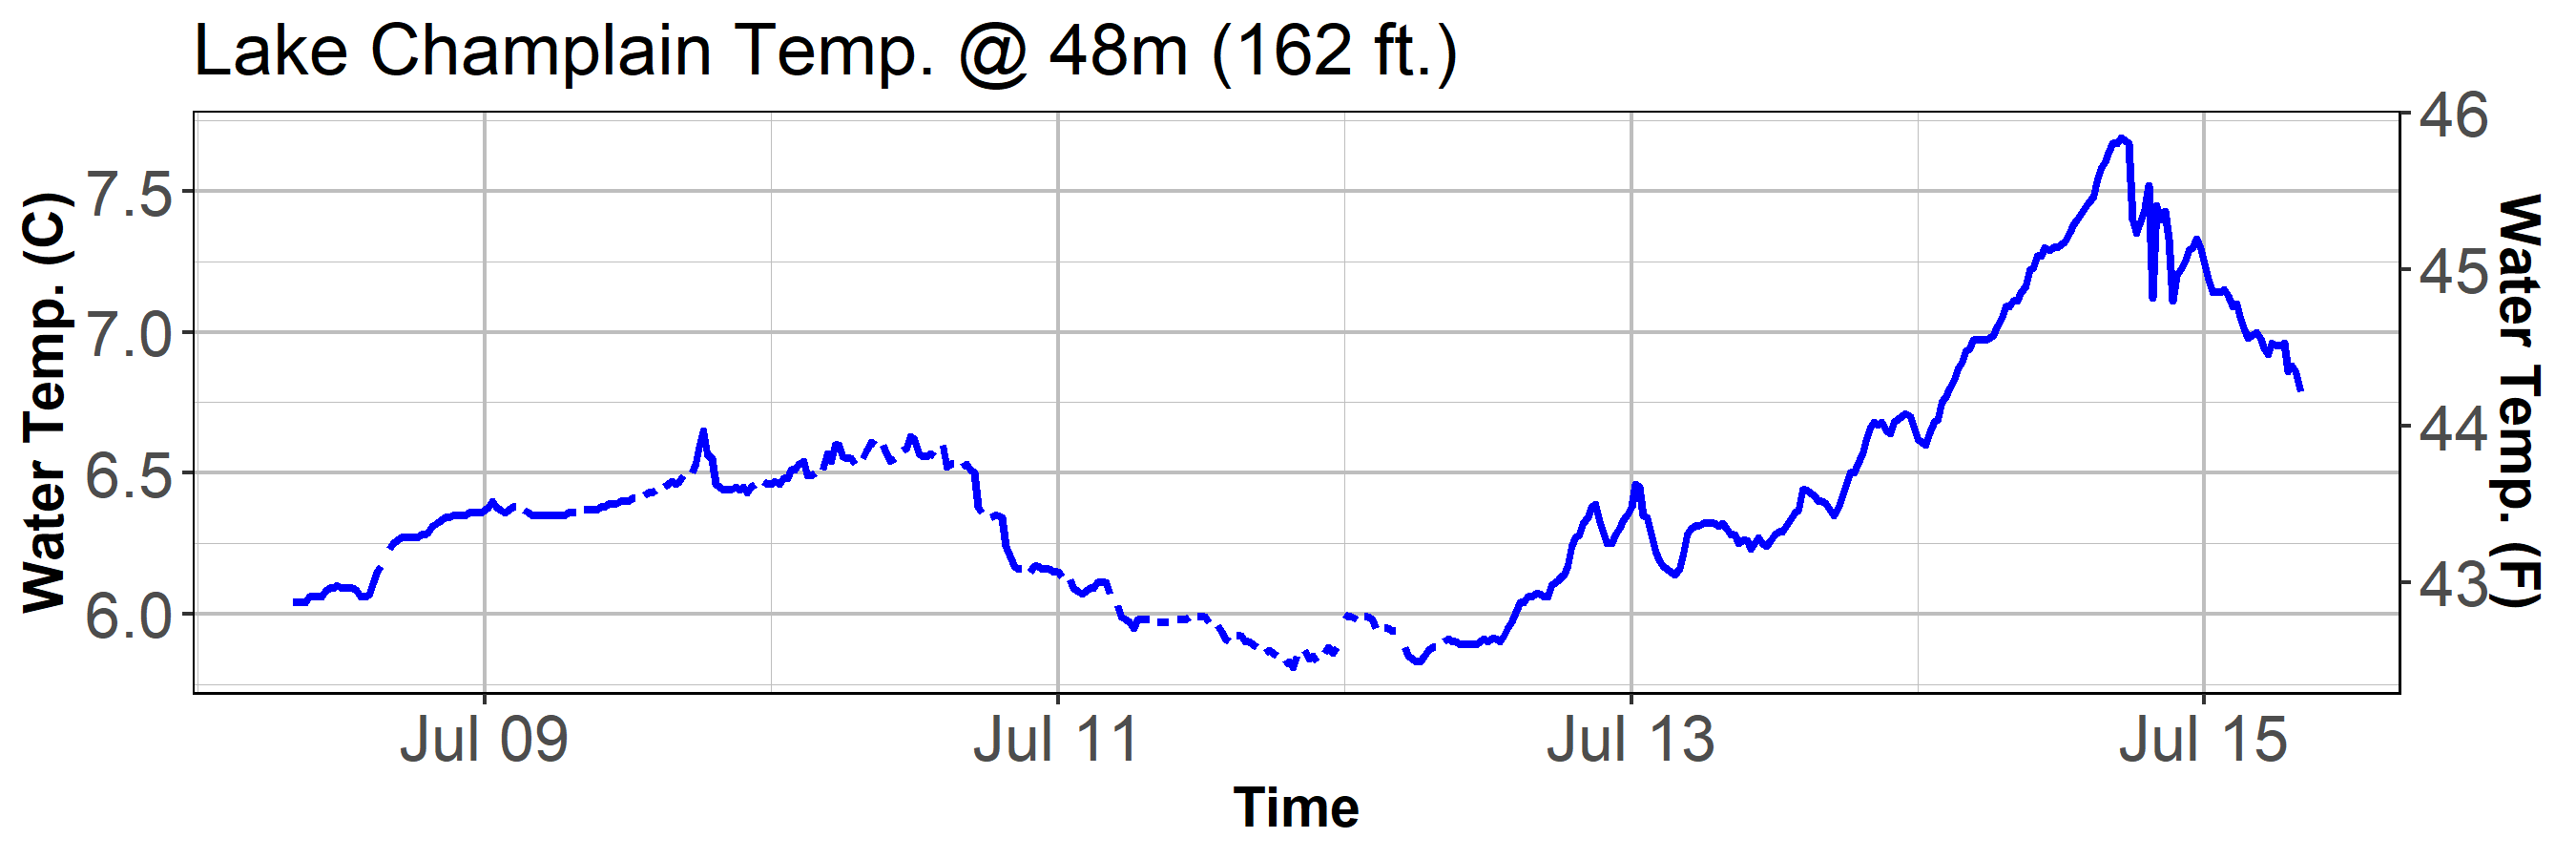 Lake Champlain Temp. @ 48m (162 ft.)
Water Temp. (C)
7.5
7.0
6.5
6.0
46
45
44
43
Water Temp. (F)
Jul 09
Jul 11
Jul 13
Jul 15
Time